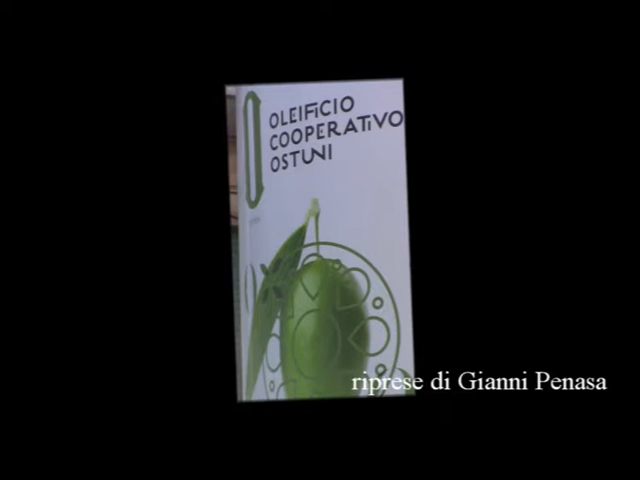 OLEIFICIO
COOPERATIVO
OSTUNI
riprese di Gianni Penasa